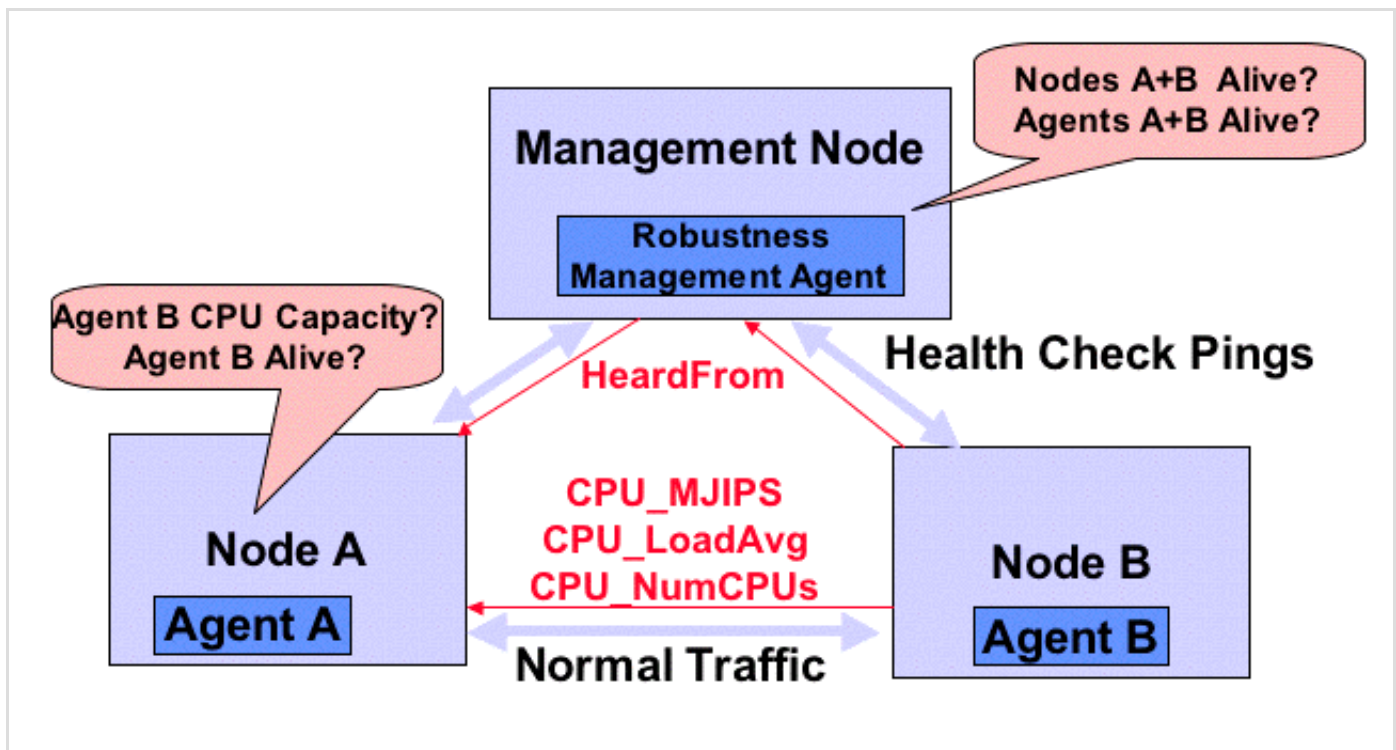 Nodes A+B Alive?
Agents A+B Alive?
Management Node
Robustness
Management Agent
Agent B CPU Capacity?
Agent B Alive?
HeardFrom
Health Check Pings
CPU_MJIPS
CPU_LoadAvg
CPU_NumCPUs
Node A
Agent A
Node B
Agent B
Normal Traffic